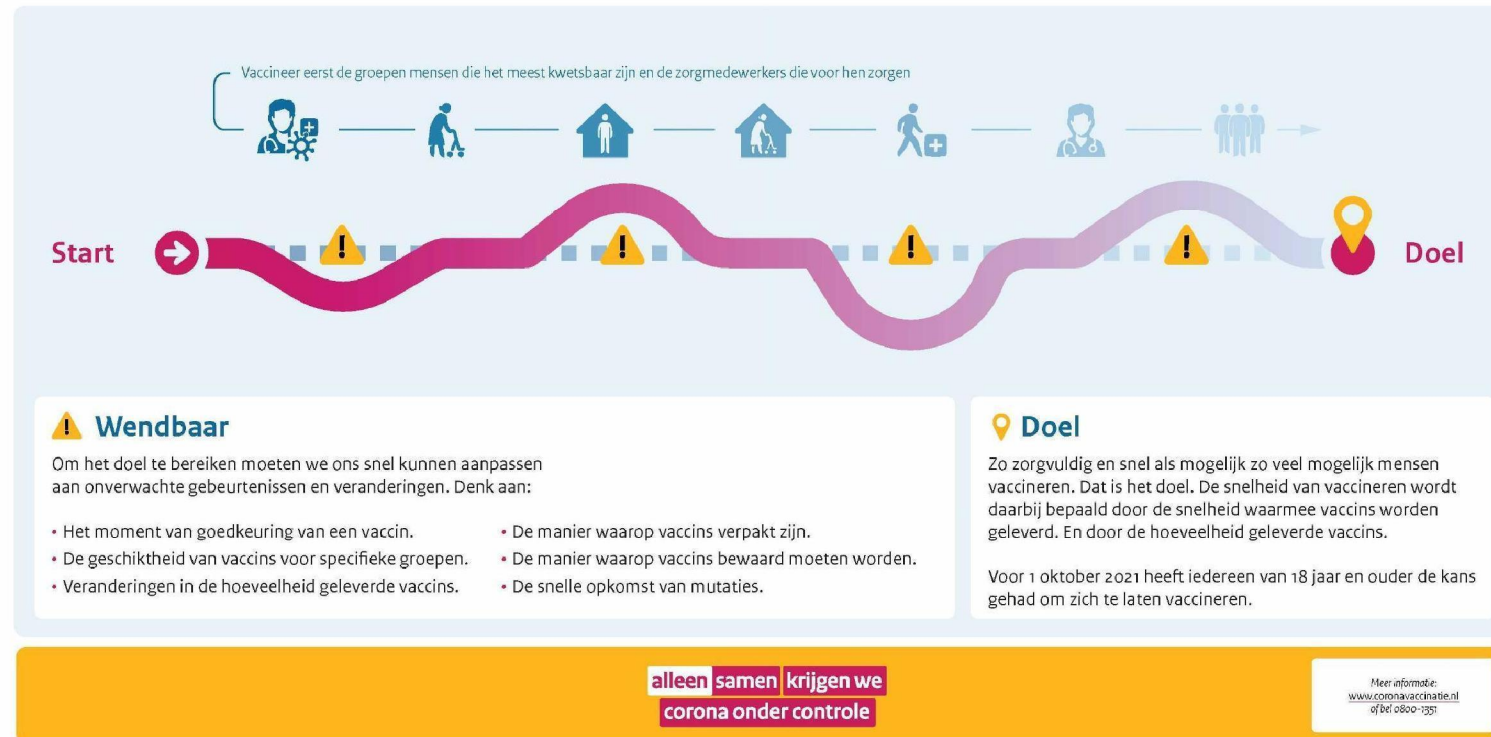 Vaccineer eerst de groepen mensen die het meest kwetsbaar zijn en de zorgmedewerkers die voor hen zorgen
Start
Doel
Wendbaar
Om het doel te bereiken moeten we ons snel kunnen aanpassen
aan onverwachte gebeurtenissen en veranderingen. Denk aan:
• Het moment van goedkeuring van een vaccin.
• De geschiktheid van vaccins voor specifieke groepen.
• Veranderingen in de hoeveelheid geleverde vaccins.
• De manier waarop vaccins verpakt zijn.
• De manier waarop vaccins bewaard moeten worden.
• De snelle opkomst van mutaties.
Doel
Zo zorgvuldig en snel als mogelijk zo veel mogelijk mensen
vaccineren. Dat is het doel. De snelheid van vaccineren wordt
daarbij bepaald door de snelheid waarmee vaccins worden
geleverd. En door de hoeveelheid geleverde vaccins.
Voor 1 oktober 2021 heeft iedereen van 18 jaar en ouder de kans
gehad om zich te laten vaccineren.
alleen samen krijgen we
corona onder controle
Meer informatie:
www.coronavaccinatie.nl
of bel 0800-1351